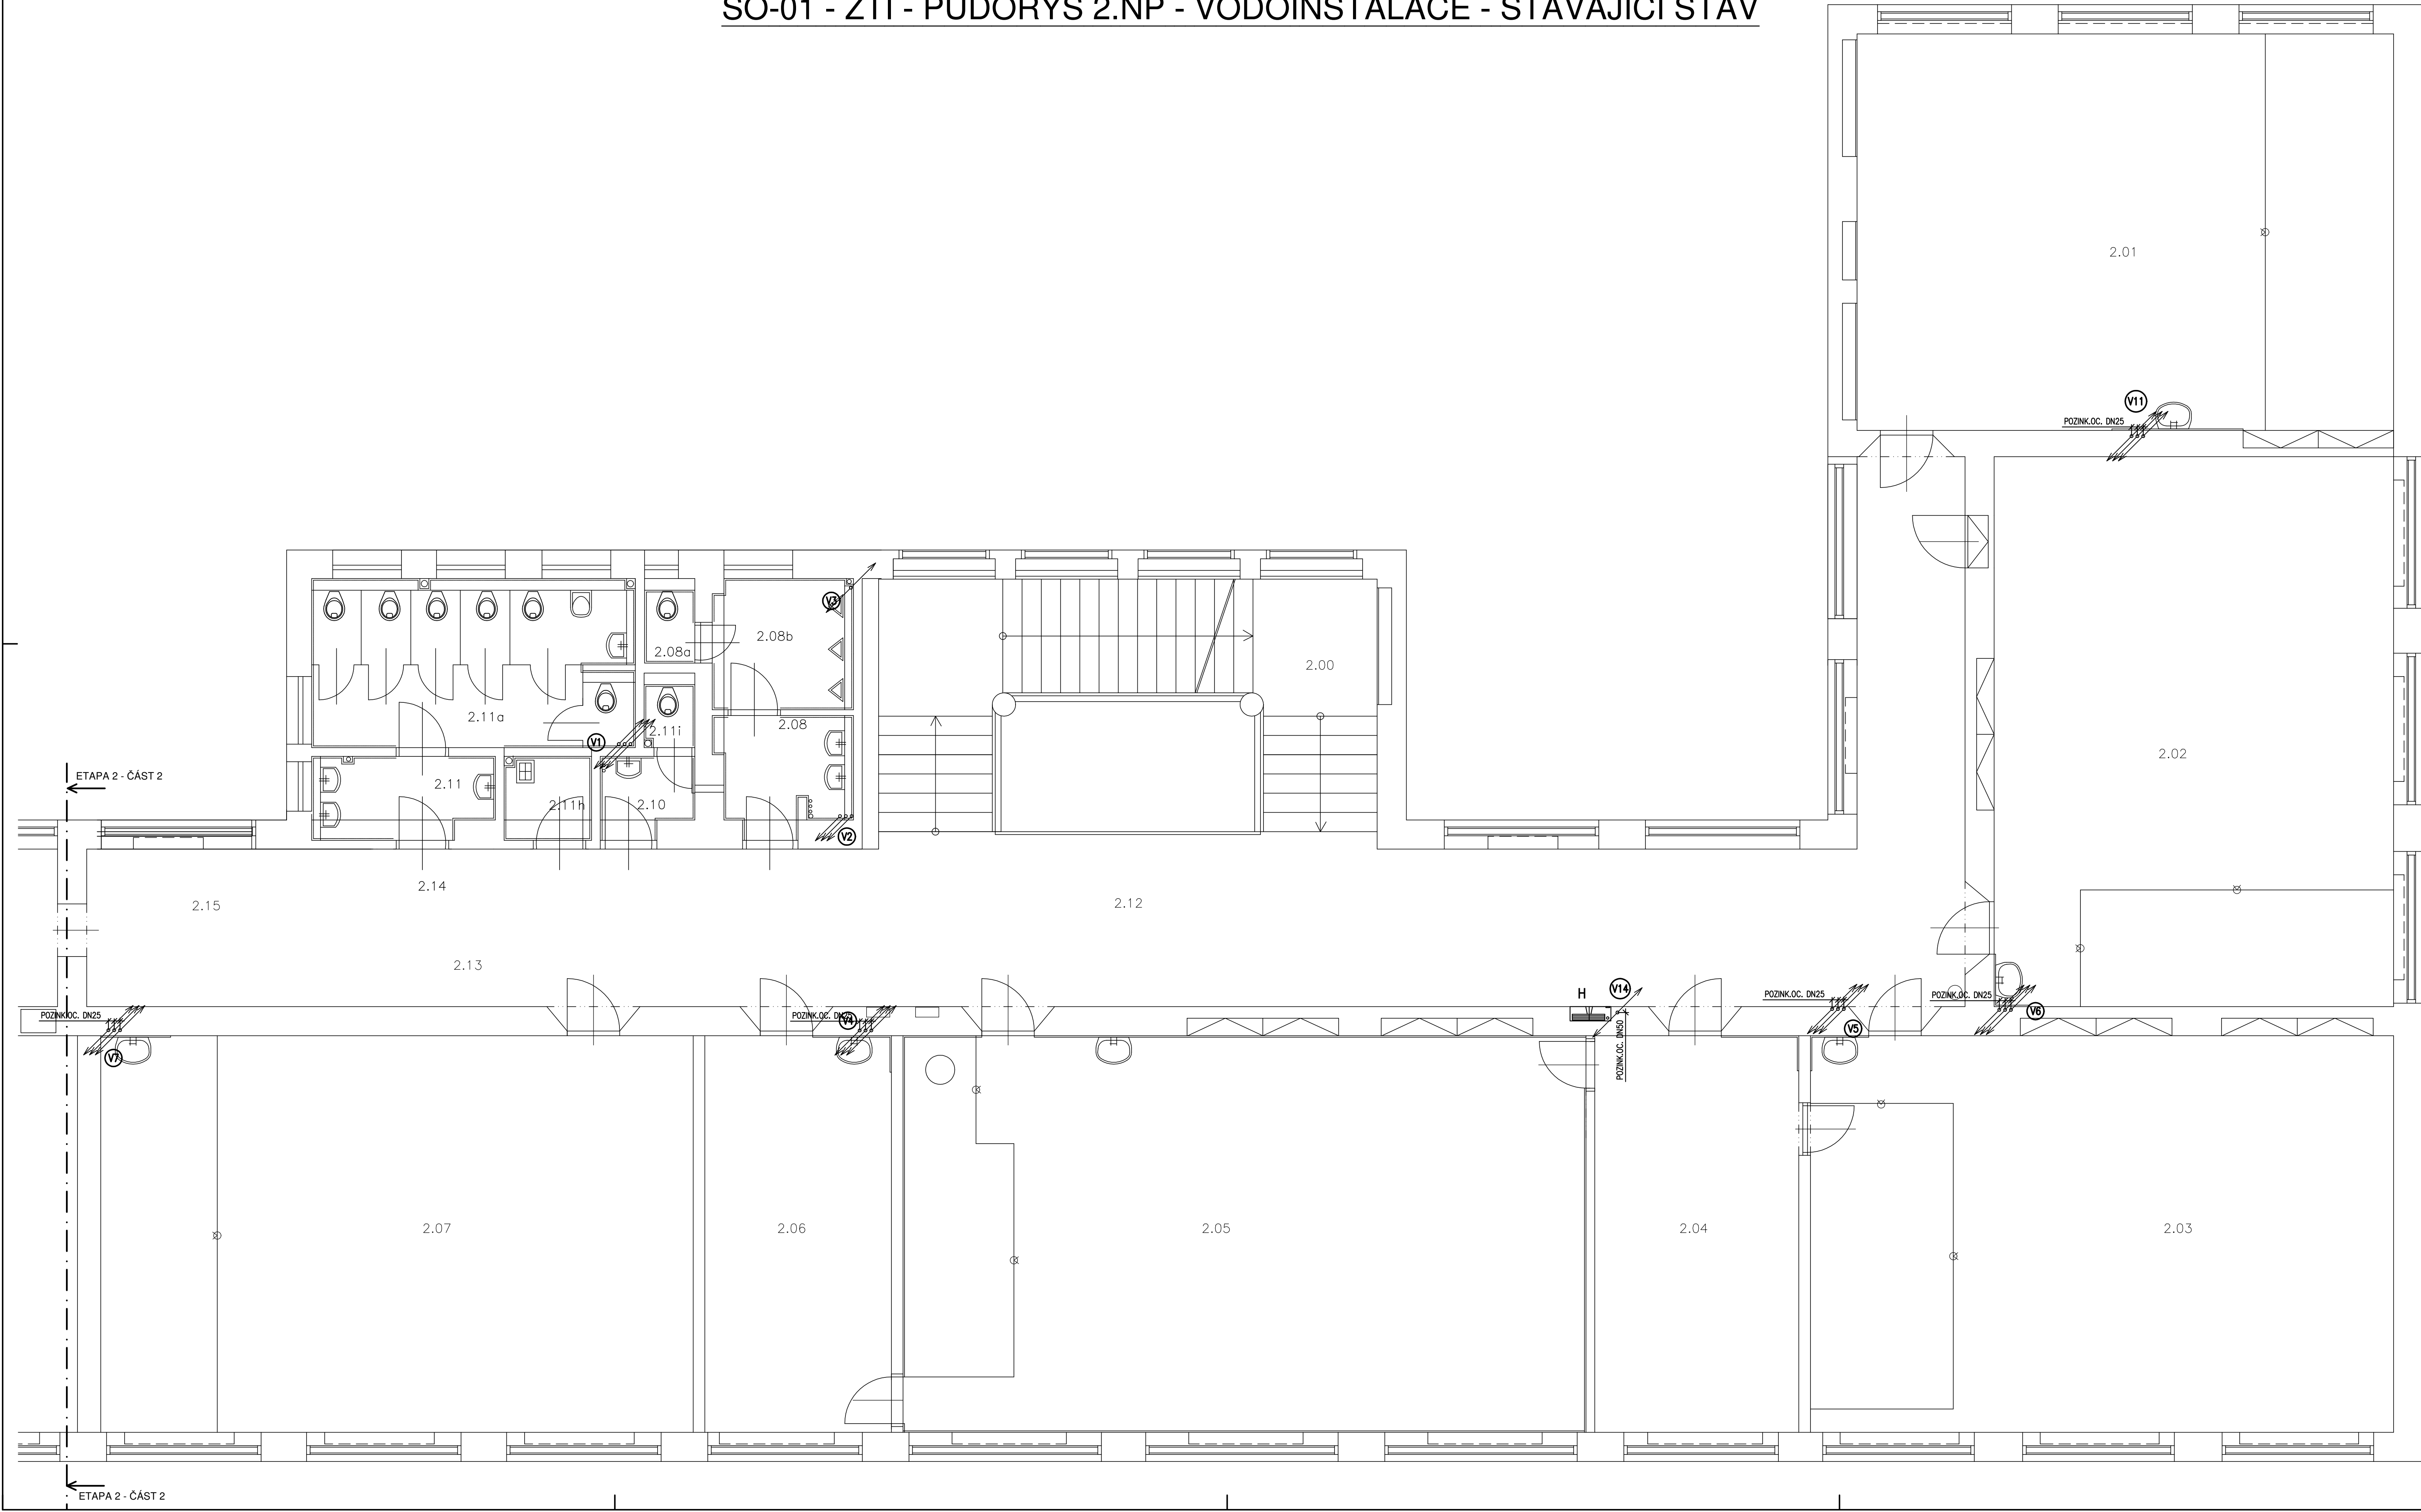 SO-01 - ZTI - PŮDORYS 2.NP - VODOINSTALACE - STÁVAJÍCÍ STAV
2.01
V11
POZINK.OC. DN25
V3
2.08b
2.08a
2.00
2.11a
2.08
2.11i
V1
2.02
ETAPA 2 - ČÁST 2
2.11
2.11h
2.10
V2
2.14
2.15
2.12
2.13
H
V14
POZINK.OC. DN25
POZINK.OC. DN25
POZINK.OC. DN25
POZINK.OC. DN25
V6
V4
V5
V7
POZINK.OC. DN50
2.07
2.06
2.05
2.04
2.03
ETAPA 2 - ČÁST 2